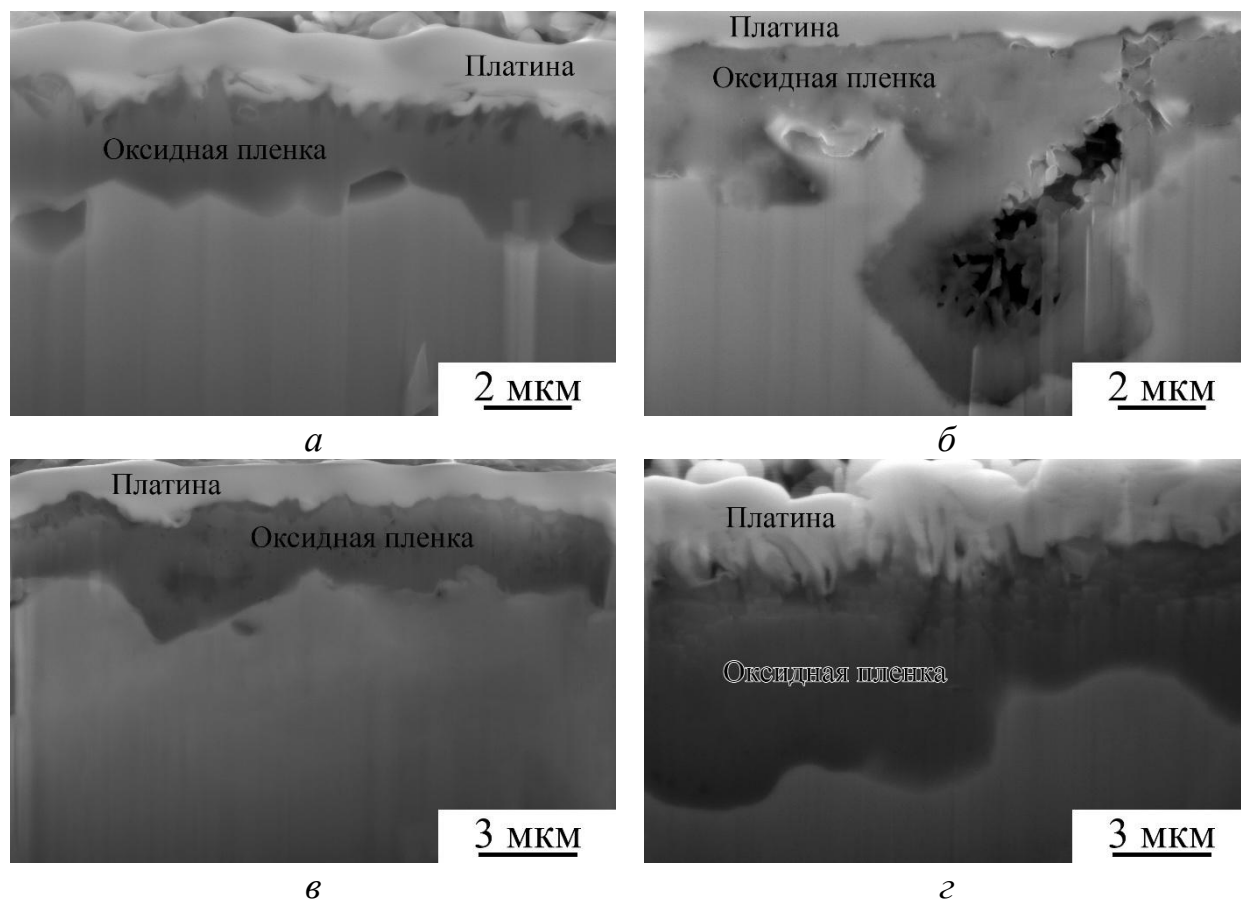 Платина
Оксидная пленка
2 мкм
а
Платина
Оксидная пленка
2 мкм
б
Платина
Оксидная пленка
3 мкм
в
Платина
Оксидная пленка
3 мкм
г